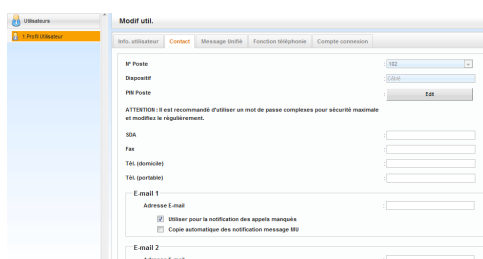 Utilisateurs
1.Profil Utilisateur
Modif util.
Info. utilisateur Contact Message Unifié Fonction téléphonie Compte connexion
N° Poste : 102
Dispositif : Câblé
PIN Poste : Edit
ATTENTION : Il est recommandé d'utiliser un mot de passe complexes pour sécurité maximale
et modifiez le régulièrement.
SDA :
Fax :
Tél. (domicile) :
Tél. (portable) :
E-mail 1
Adresse E-mail :
Utiliser pour la notification des appels manqués
Copie automatique des notification message MU
E-mail 2
Adresse E-mail